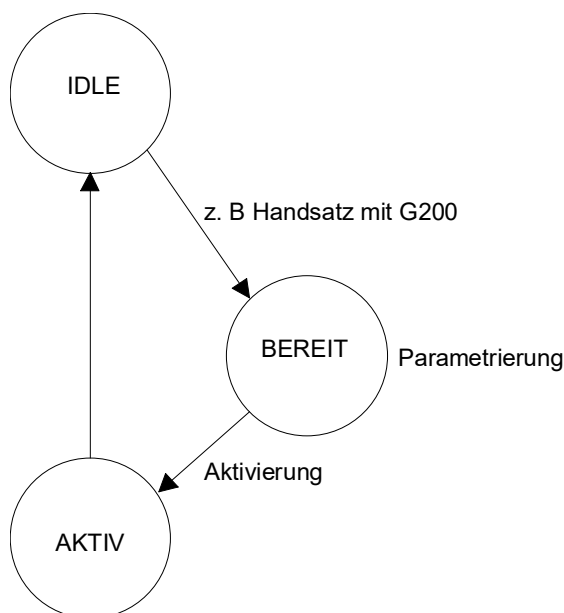 IDLE
z. B Handsatz mit G200
BEREIT
Parametrierung
Aktivierung
AKTIV